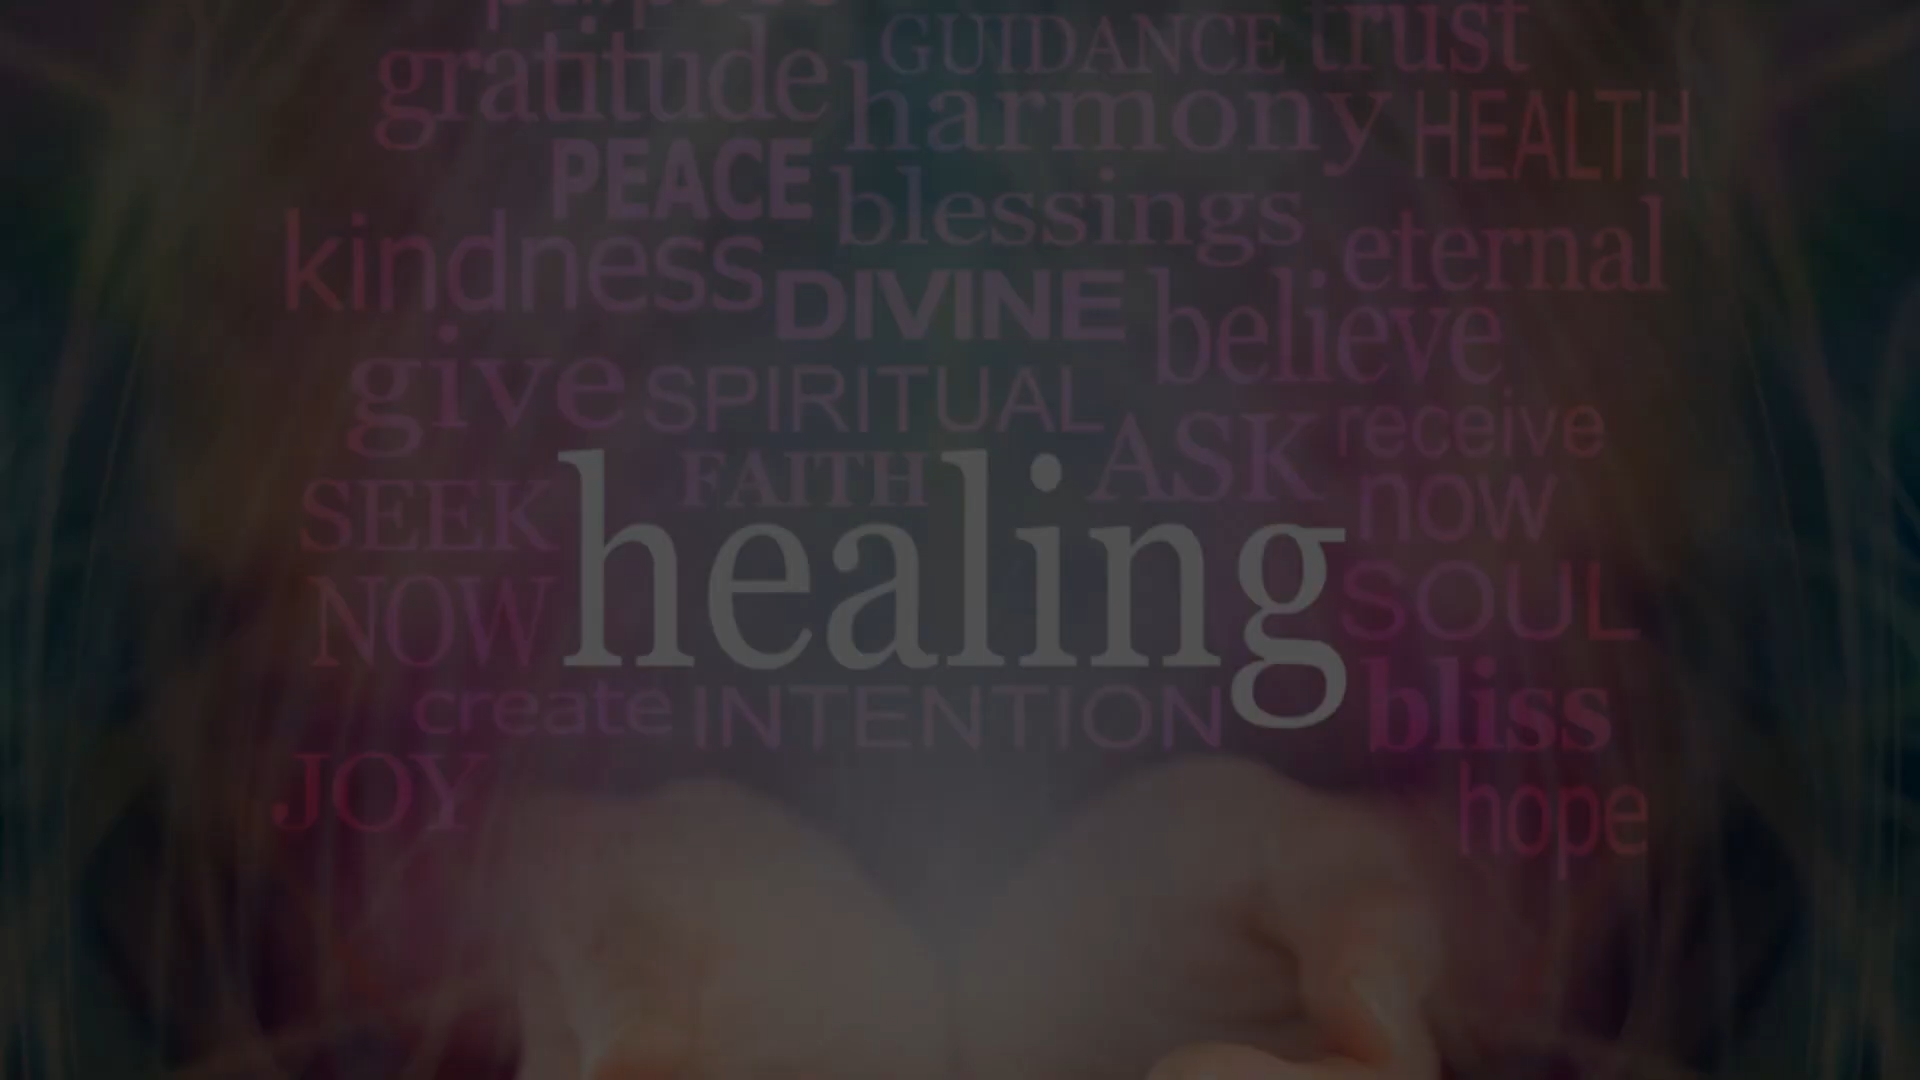 gratitude GUIDANCE trust
harmony HEALTH
PEACE blessings
kindness eternal
DIVINE believe
give SPIRITUAL
FAITH ASK receive
SEEK healing now
NOW SOUL
create INTENTION bliss
JOY hope